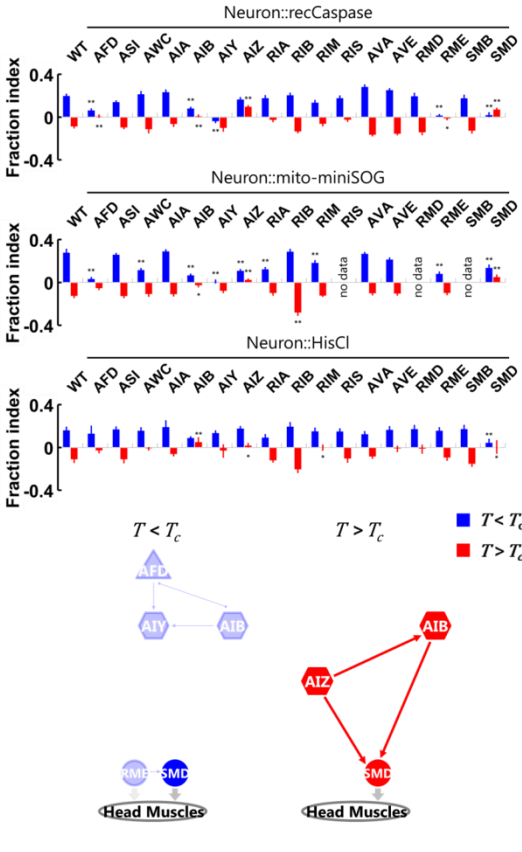 Neuron::recCaspase
WT AFD ASI AWC AIA AIB AIY AIZ RIA RIB RIM RIS AVA AVE RMD RME SMB SMD
Fraction index
0.4
0
-0.4
** ** ** ** ** ** ** * ** **
Neuron::mito-miniSOG
WT AFD ASI AWC AIA AIB AIY AIZ RIA RIB RIM RIS AVA AVE RMD RME SMB SMD
Fraction index
0.4
0
-0.4
** ** ** * ** ** ** ** ** ** ** ** **
no data no data no data
Neuron::HisCl
WT AFD ASI AWC AIA AIB AIY AIZ RIA RIB RIM RIS AVA AVE RMD RME SMB SMD
Fraction index
0.4
0
-0.4
** * * ** *
T < Tc
T > Tc
T < Tc
T > Tc
AFD
AIY AIB
RME SMD
Head Muscles
AIB
AIZ
SMD
Head Muscles